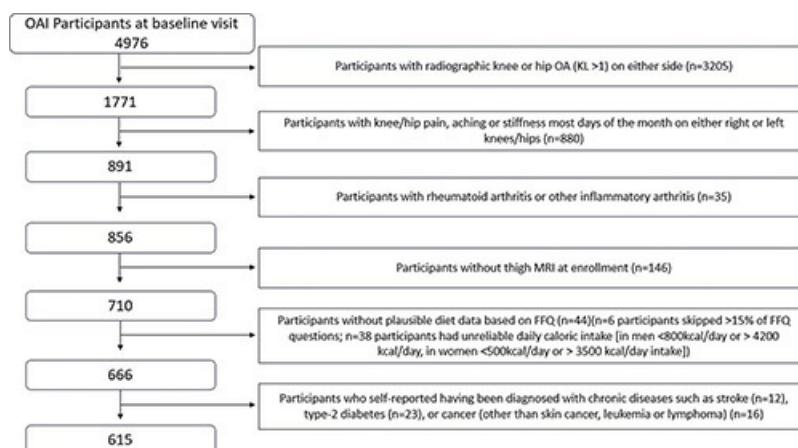 OAI Participants at baseline visit
4976
Participants with radiographic knee or hip OA (KL >1) on either side (n=3205)
1771
Participants with knee/hip pain, aching or stiffness most days of the month on either right or left
knees/hips (n=880)
891
Participants with rheumatoid arthritis or other inflammatory arthritis (n=35)
856
Participants without thigh MRI at enrollment (n=146)
710
Participants without plausible diet data based on FFQ (n=44)(n=6 participants skipped >15% of FFQ
questions; n=38 participants had unreliable daily caloric intake [in men <800kcal/day or > 4200
kcal/day, in women <500kcal/day or > 3500 kcal/day intake])
666
Participants who self-reported having been diagnosed with chronic diseases such as stroke (n=12),
type-2 diabetes (n=23), or cancer (other than skin cancer, leukemia or lymphoma) (n=16)
615